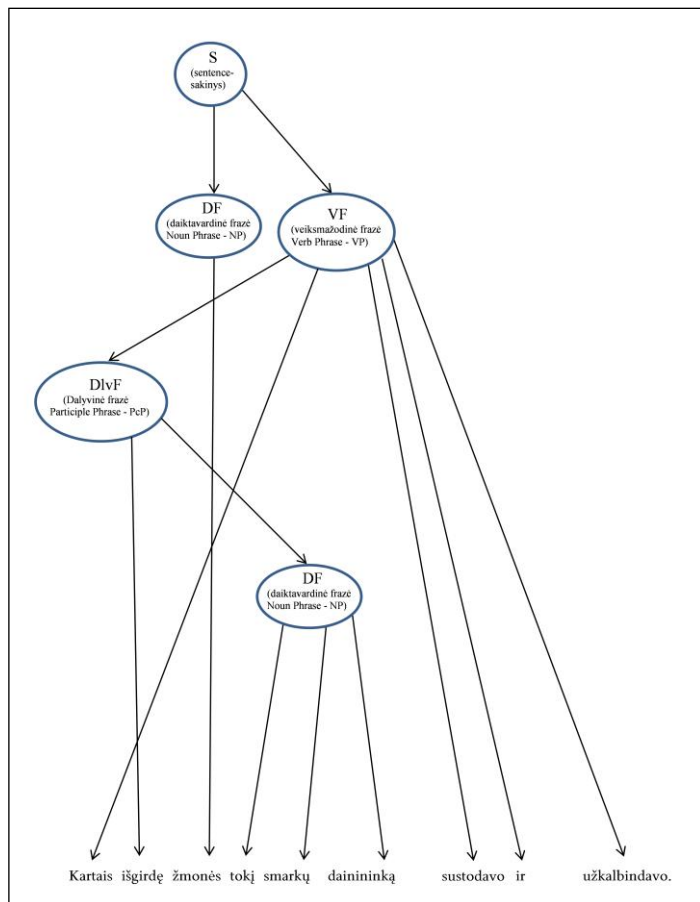 S
(sentence-
sakinys)
DF
(daiktavardinė frazė
Noun Phrase - NP)
VF
(veiksmažodinė frazė
Verb Phrase - VP)
DlvF
(Dalyvinė frazė
Participle Phrase - PcP)
DF
(daiktavardinė frazė
Noun Phrase - NP)
Kartais išgirdę žmonės tokį smarkų dainininką sustodavo ir užkalbindavo.